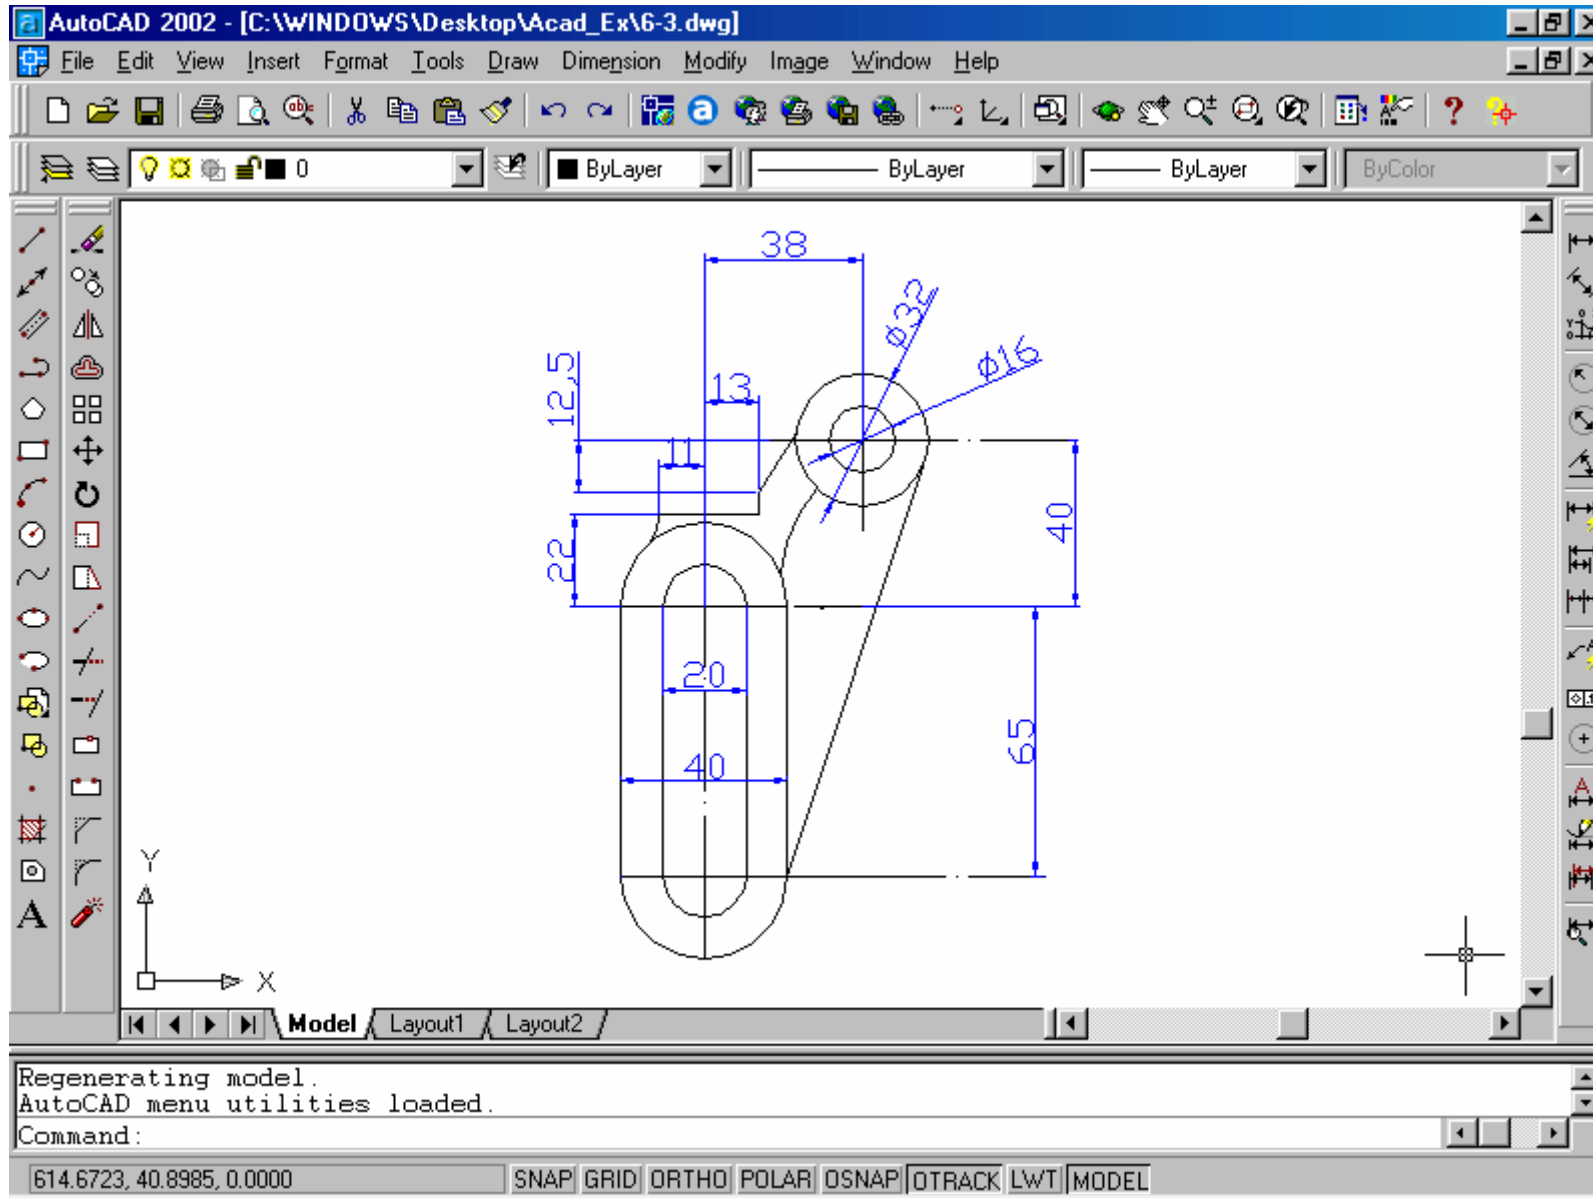 AutoCAD 2002 - [C:\WINDOWS\Desktop\Acad_Ex\6-3.dwg]
File Edit View Insert Format Tools Draw Dimension Modify Image Window Help
0 ByLayer ByLayer ByLayer ByColor
38
ø32
ø16
12,5
13
11
40
22
20
65
40
Y
X
Model Layout1 Layout2
Regenerating model.
AutoCAD menu utilities loaded.
Command:
614.6723, 40.8985, 0.0000 SNAP GRID ORTHO POLAR OSNAP OTRACK LWT MODEL